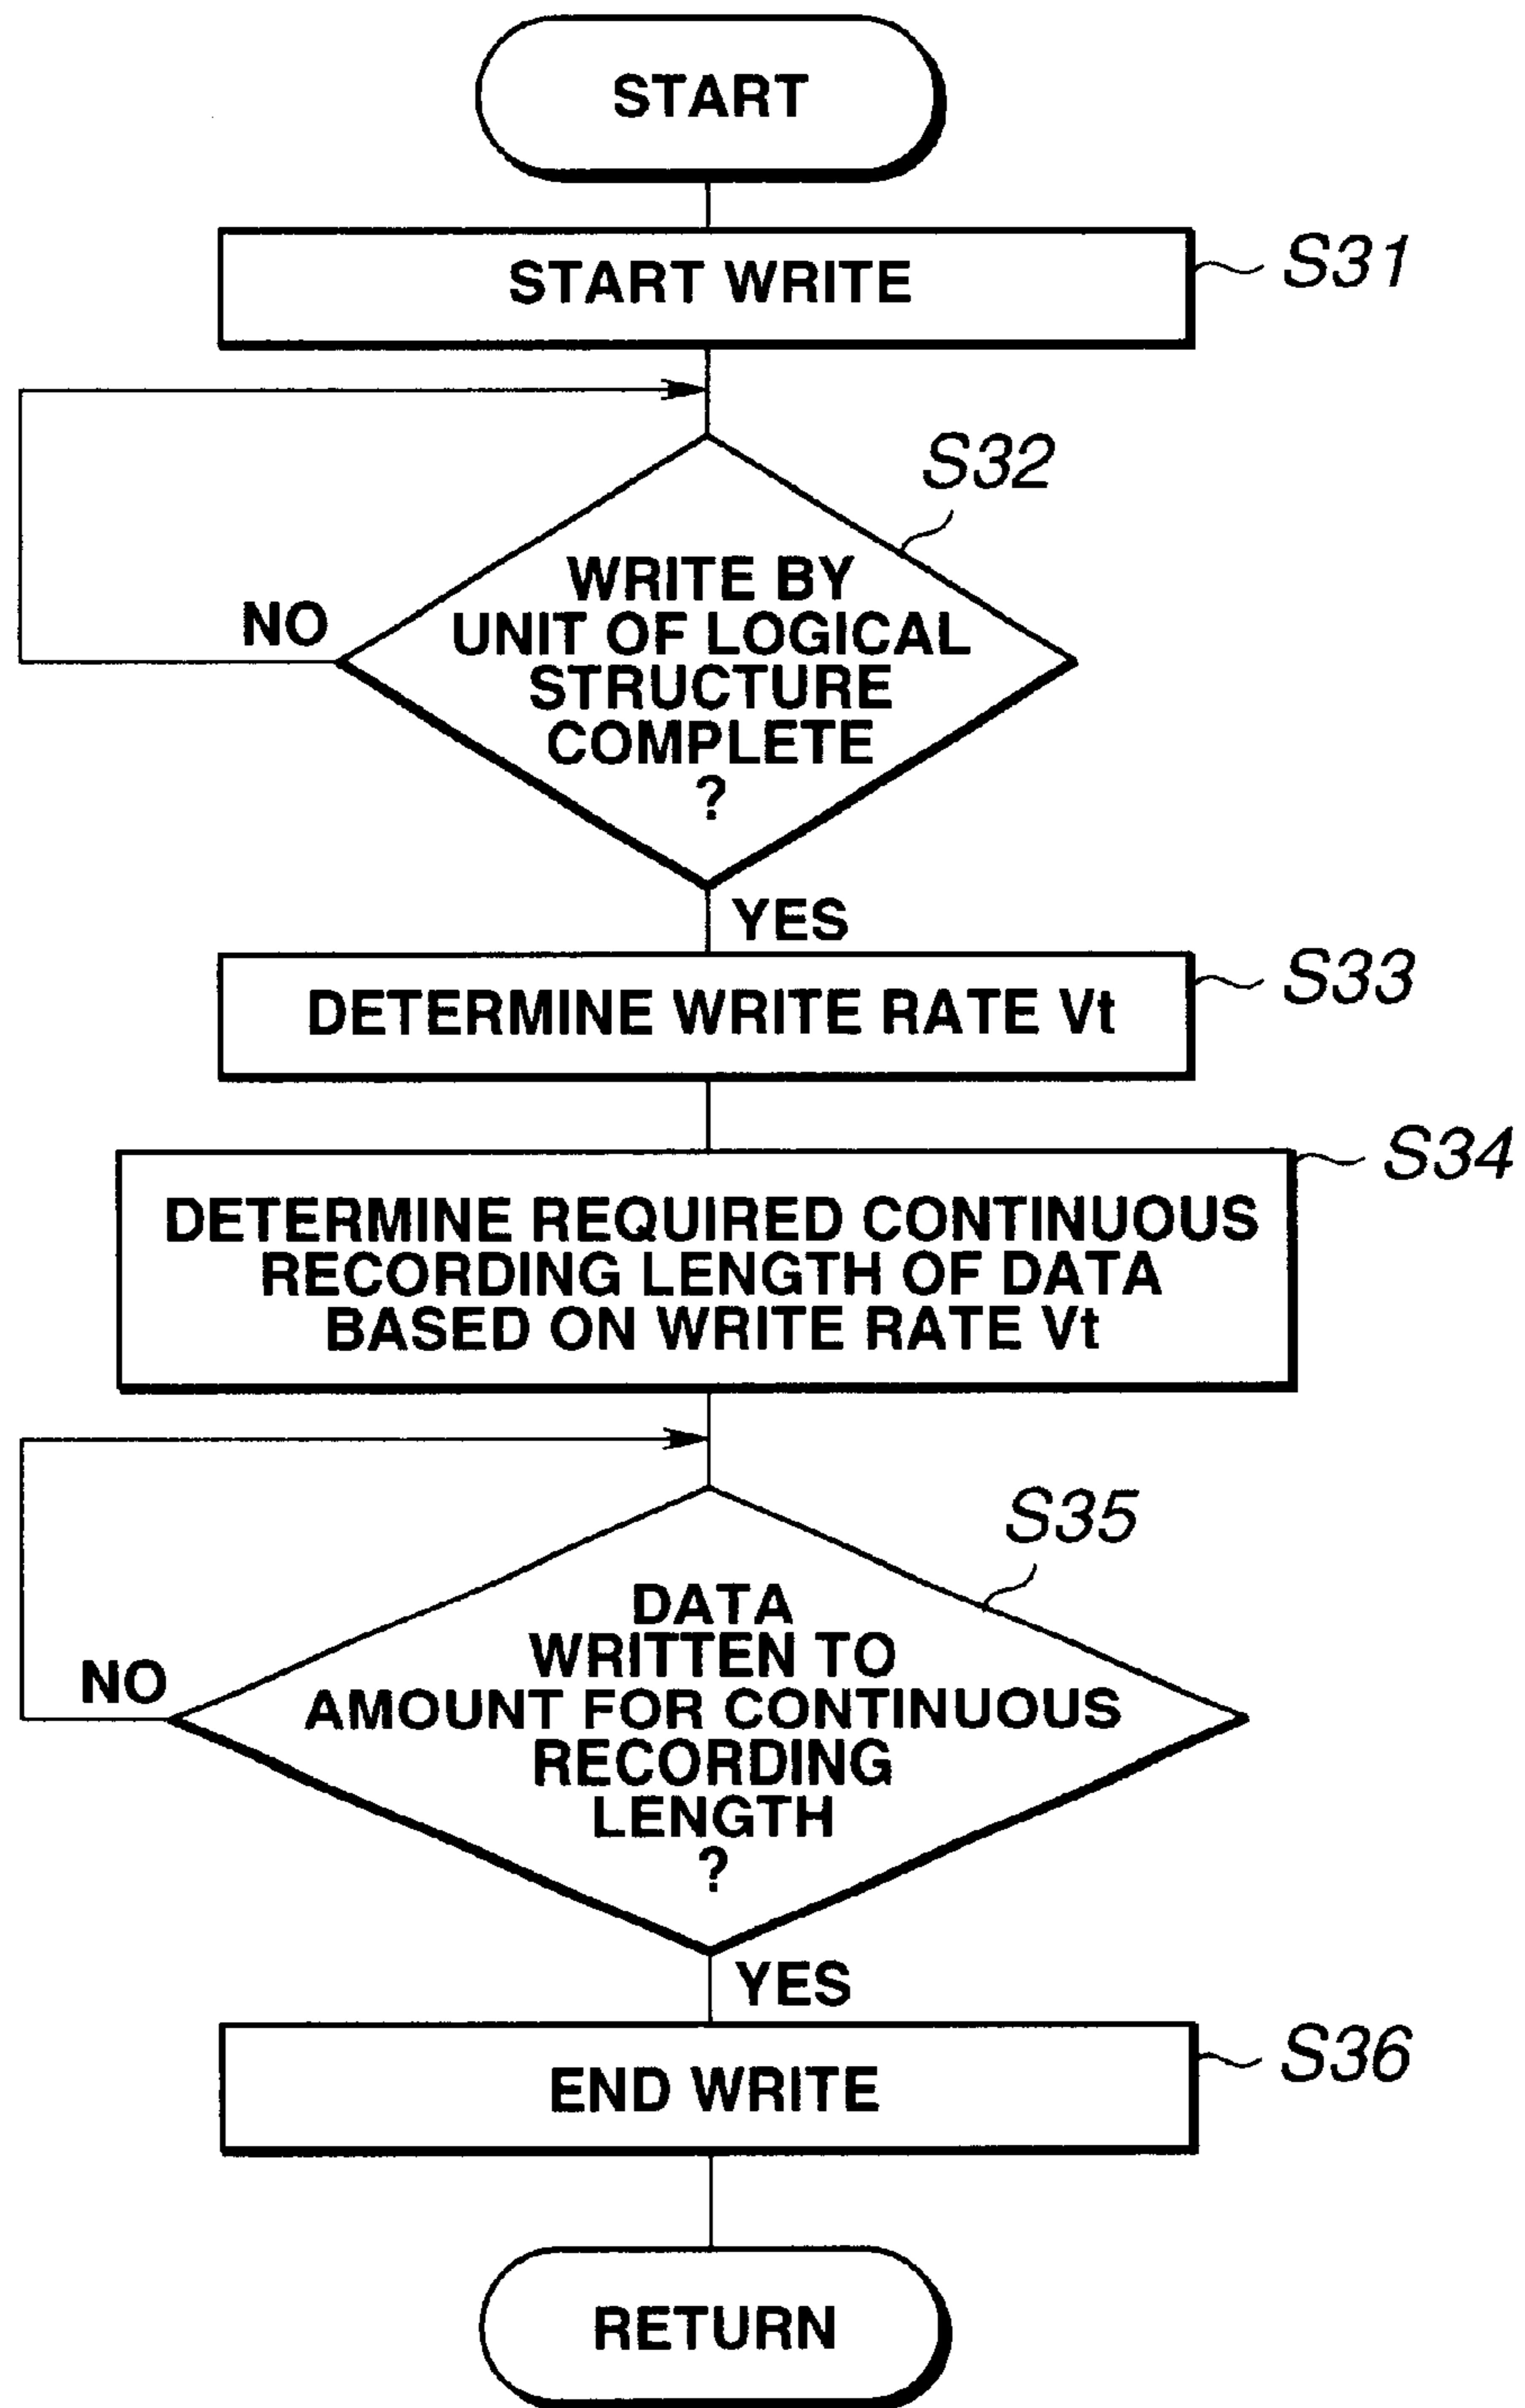 START
START WRITE
S31
S32
WRITE BY
UNIT OF LOGICAL
STRUCTURE
COMPLETE
?
NO
YES
DETERMINE WRITE RATE Vt
S33
S34
DETERMINE REQUIRED CONTINUOUS
RECORDING LENGTH OF DATA
BASED ON WRITE RATE Vt
S35
DATA
WRITTEN TO
AMOUNT FOR CONTINUOUS
RECORDING
LENGTH
?
NO
YES
END WRITE
S36
RETURN